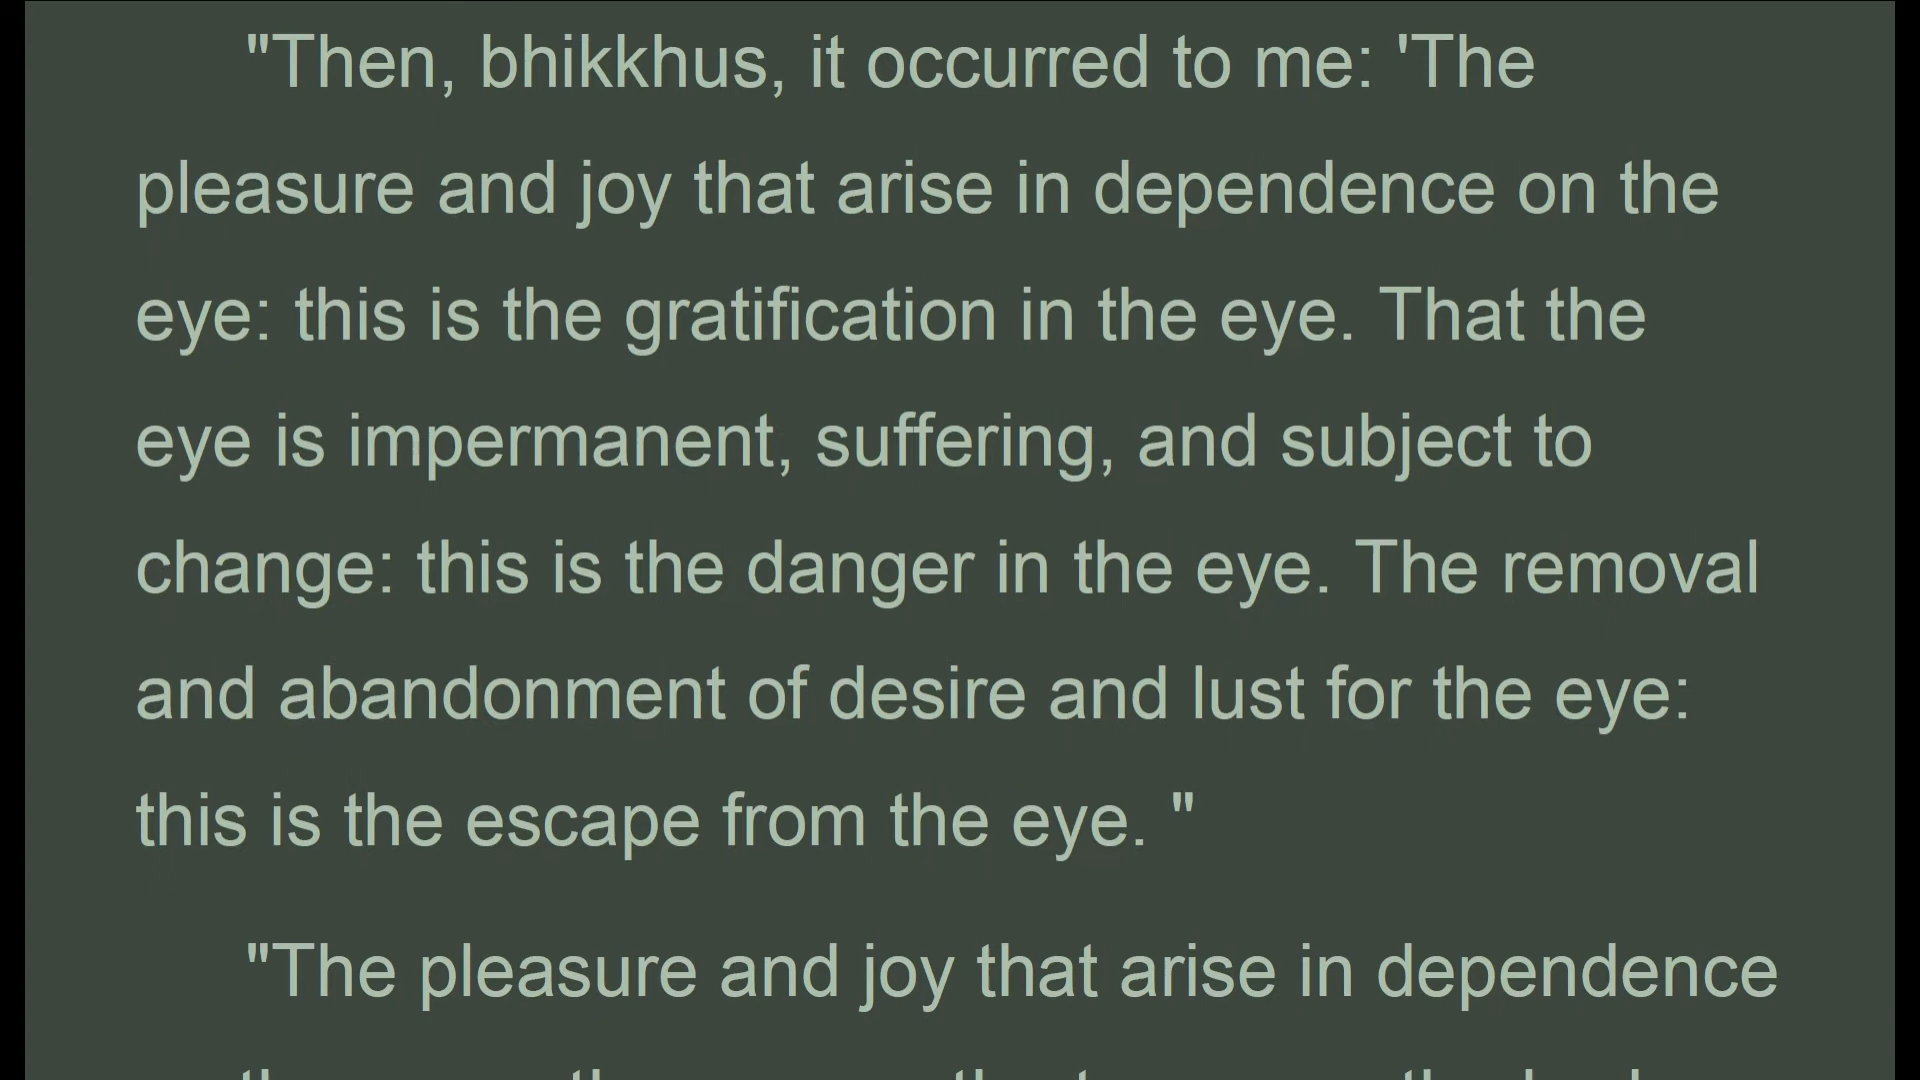 "Then, bhikkhus, it occurred to me: 'The
pleasure and joy that arise in dependence on the
eye: this is the gratification in the eye. That the
eye is impermanent, suffering, and subject to
change: this is the danger in the eye. The removal
and abandonment of desire and lust for the eye:
this is the escape from the eye. "
"The pleasure and joy that arise in dependence